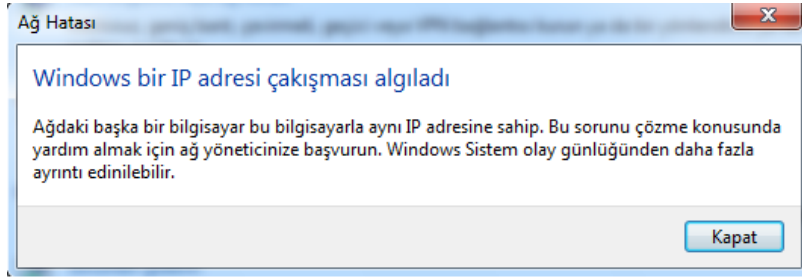 Ağ Hatası
Windows bir IP adresi çakışması algıladı
Ağdaki başka bir bilgisayar bu bilgisayarla aynı IP adresine sahip. Bu sorunu çözme konusunda
yardım almak için ağ yöneticinize başvurun. Windows Sistem olay günlüğünden daha fazla
ayrıntı edinilebilir.
Kapat